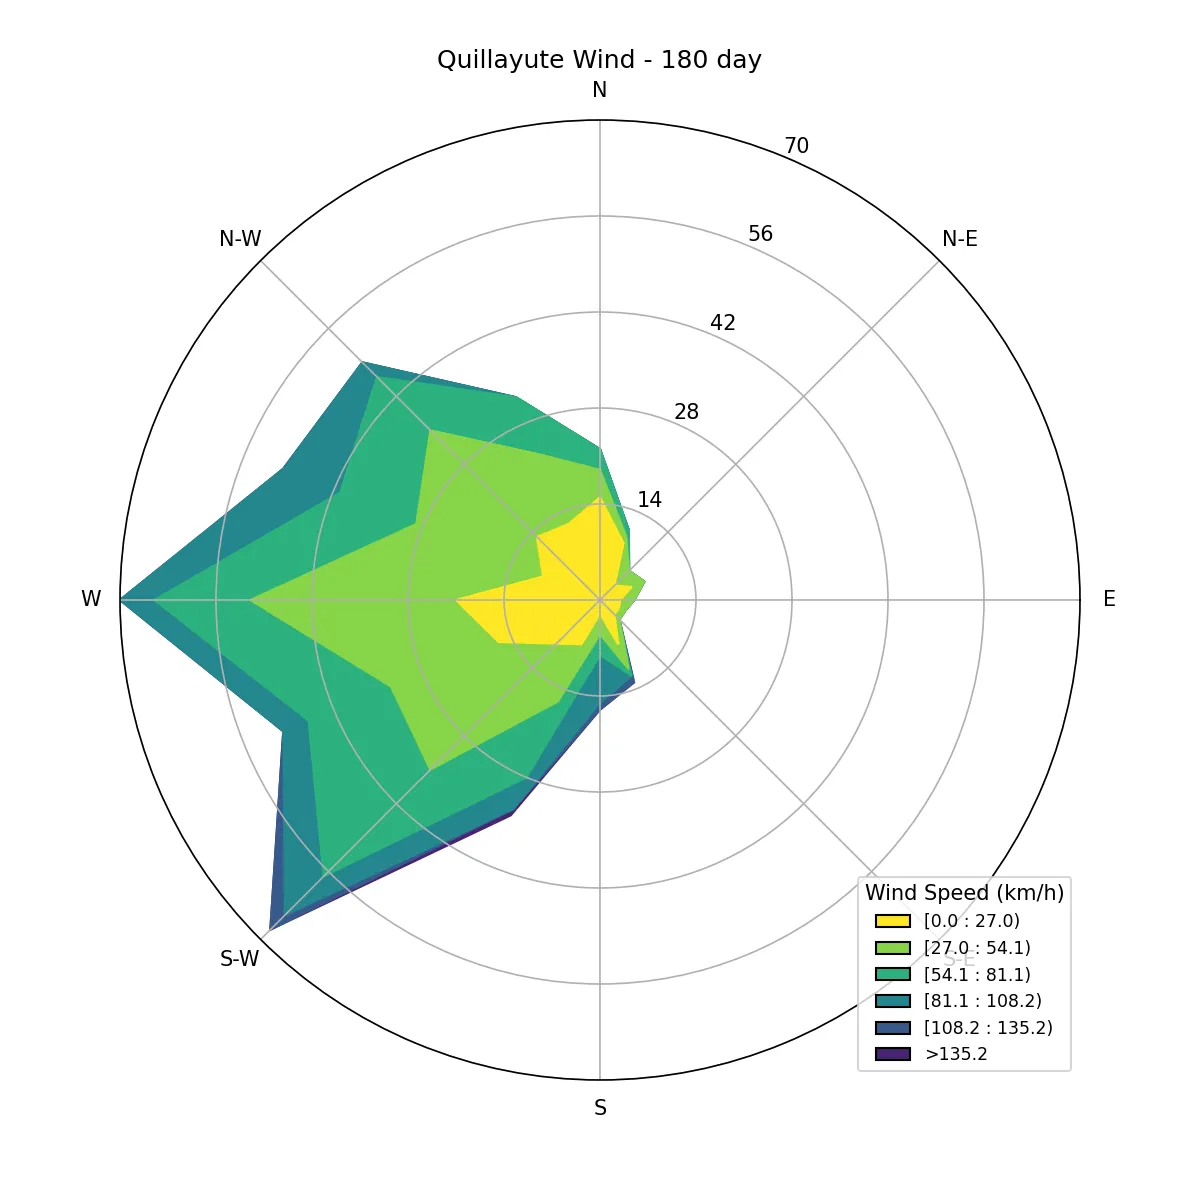 Quillayute Wind - 180 day
N
70
N-W
56
N-E
42
28
14
W
E
S-W
S-E
S
Wind Speed (km/h)
[0.0 : 27.0)
[27.0 : 54.1)
[54.1 : 81.1)
[81.1 : 108.2)
[108.2 : 135.2)
>135.2